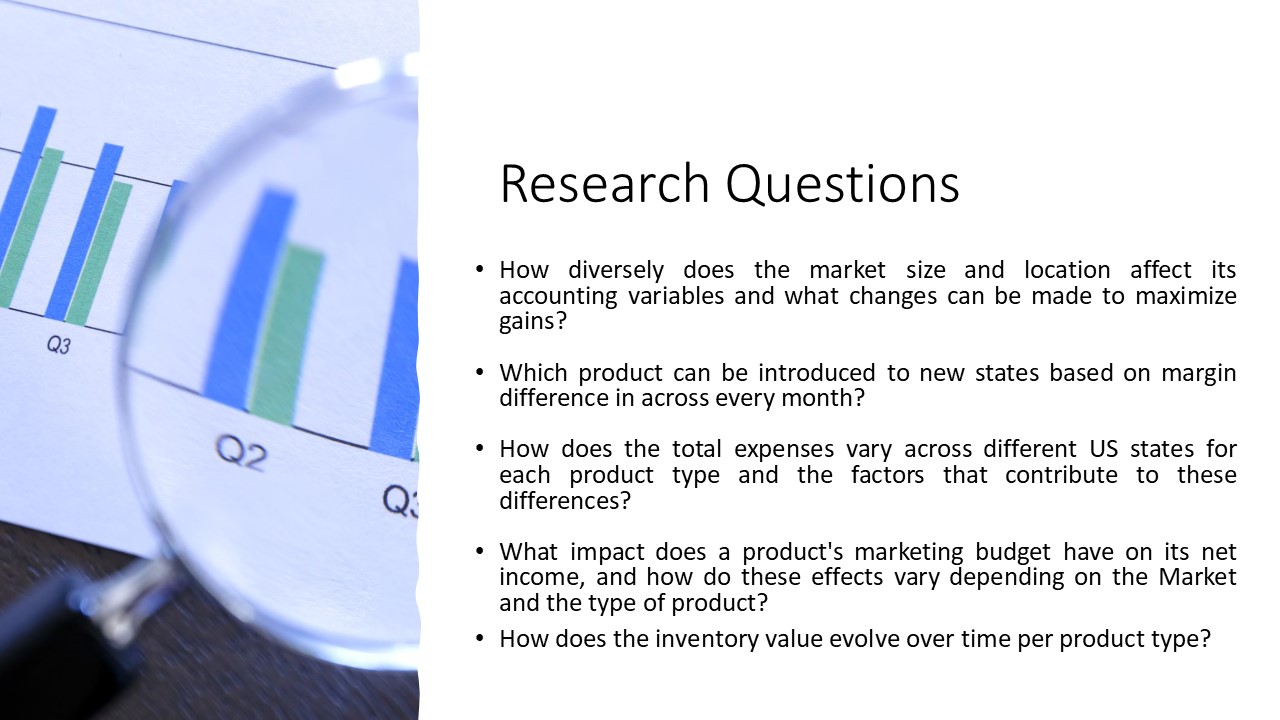 Research Questions
• How diversely does the market size and location affect its
accounting variables and what changes can be made to maximize
gains?
• Which product can be introduced to new states based on margin
difference in across every month?
• How does the total expenses vary across different US states for
each product type and the factors that contribute to these
differences?
• What impact does a product's marketing budget have on its net
income, and how do these effects vary depending on the Market
and the type of product?
• How does the inventory value evolve over time per product type?
Q3
Q2
Q3